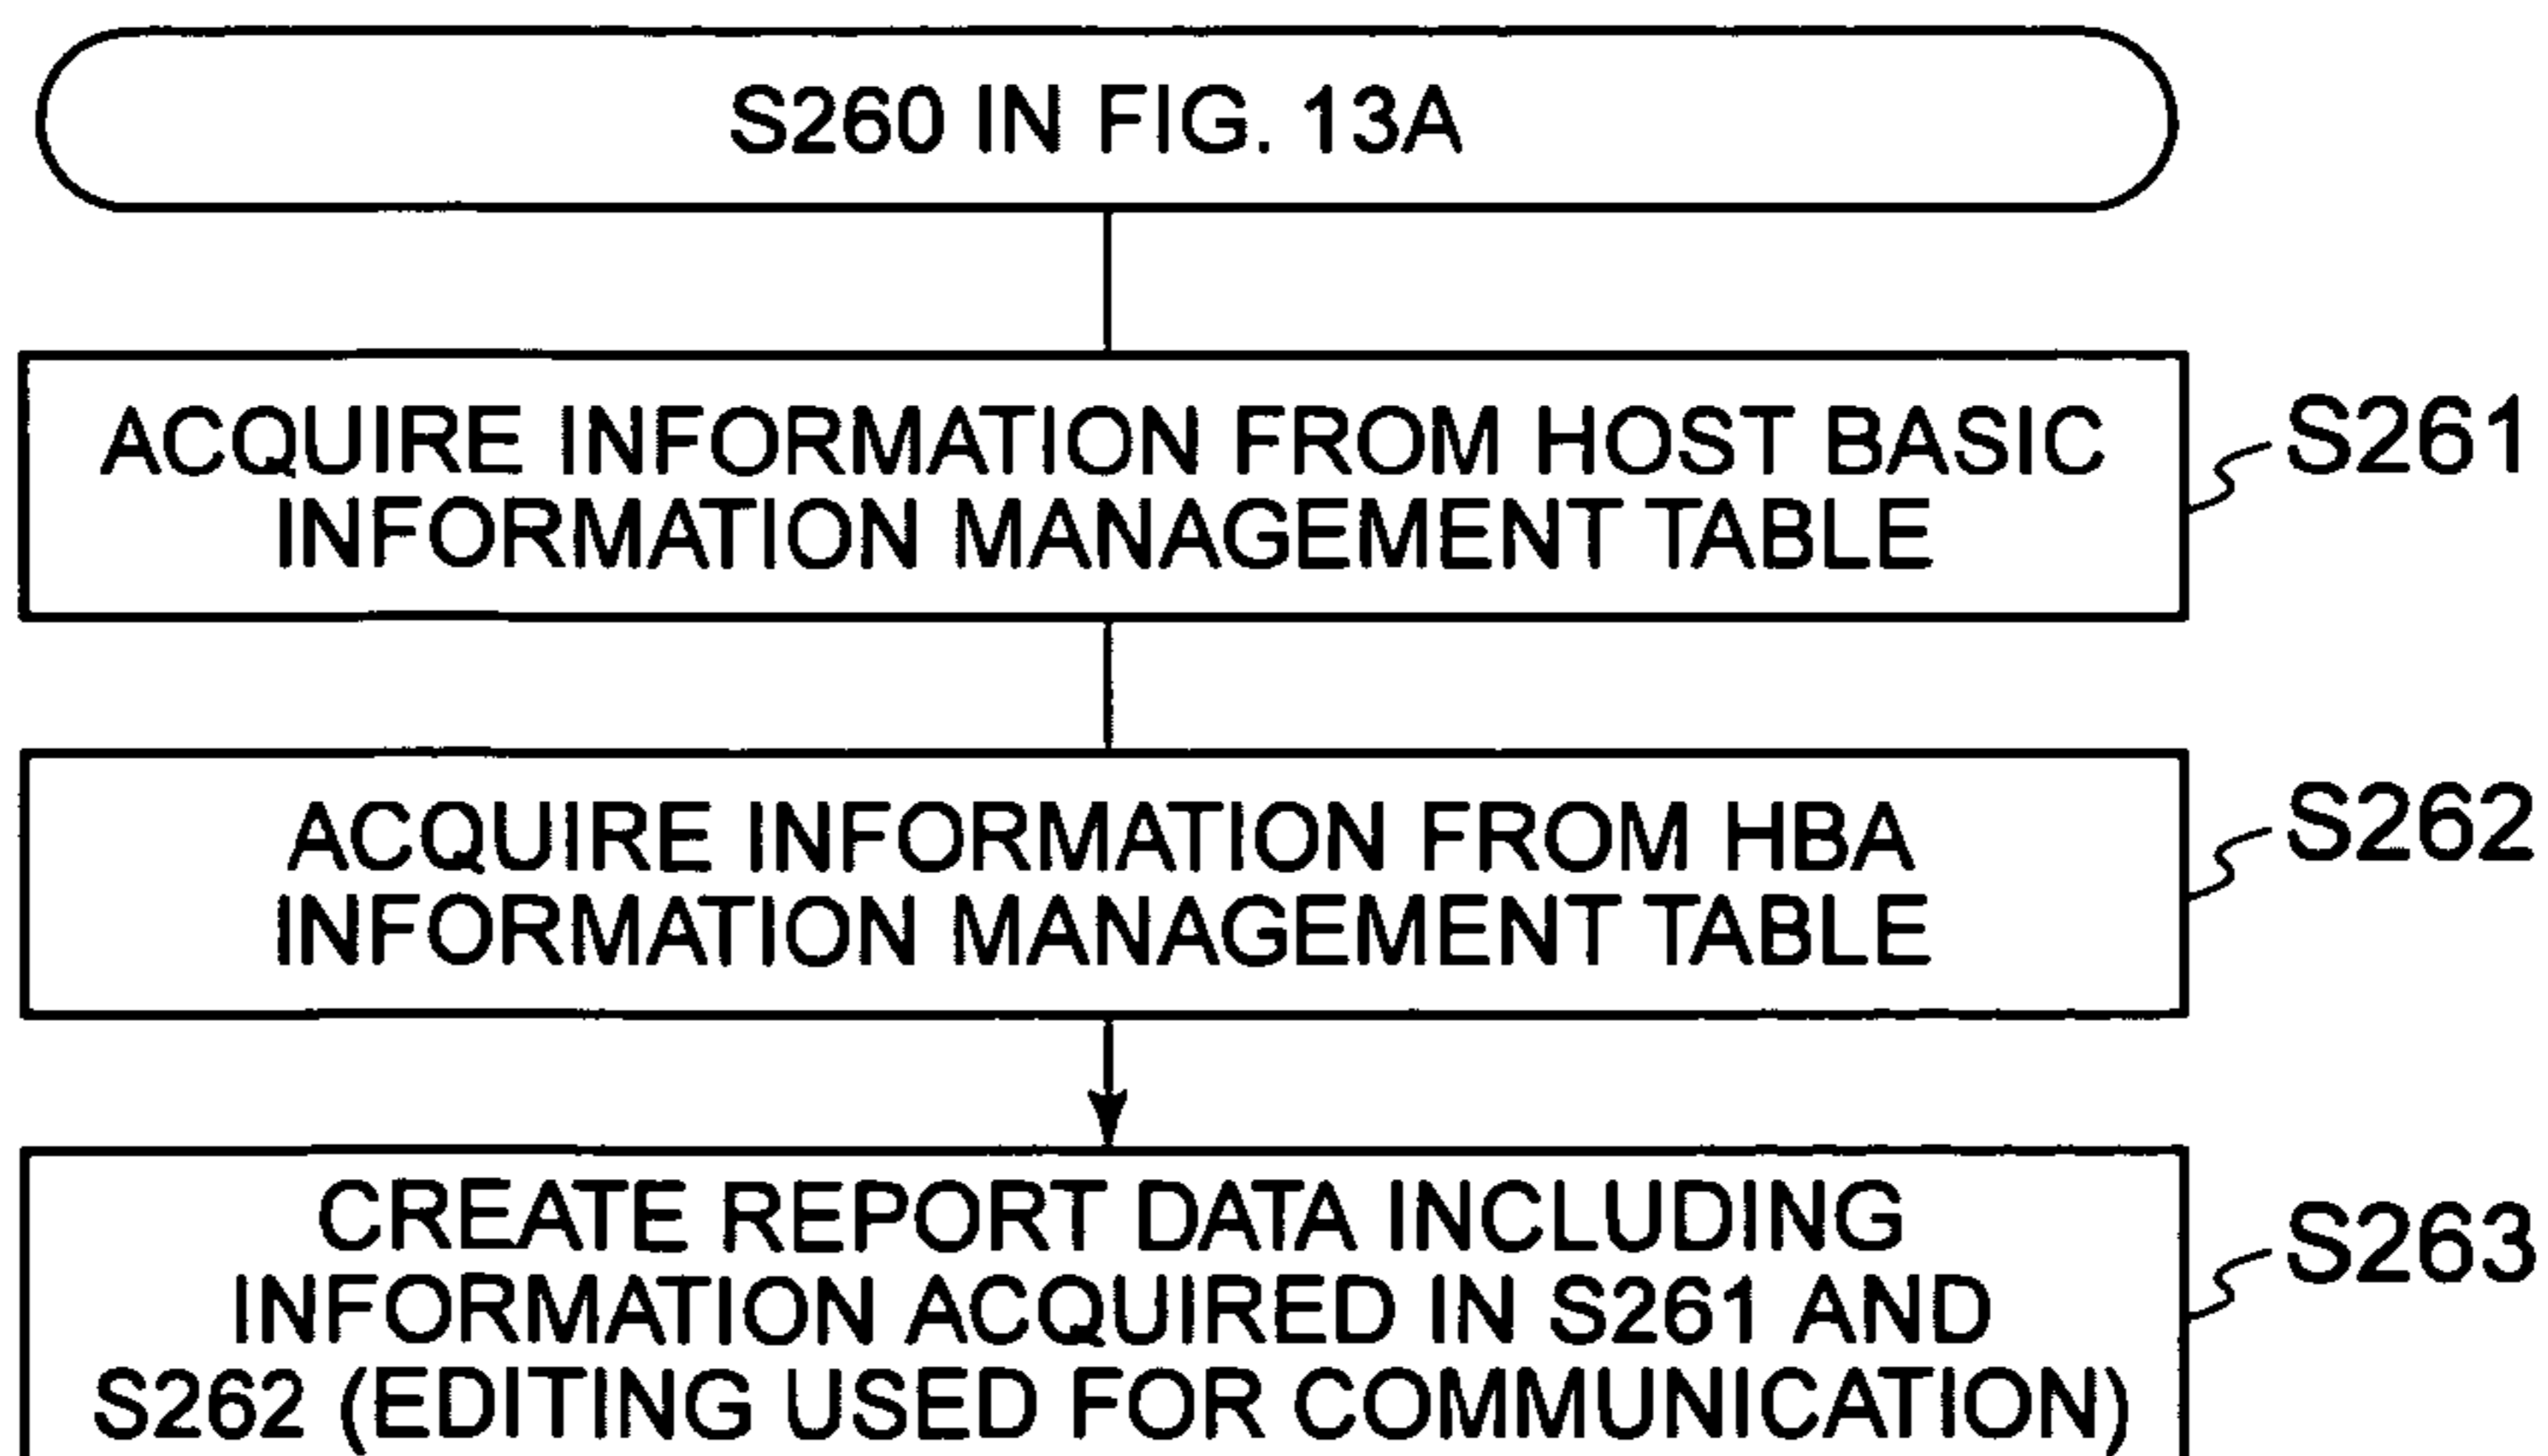 S260 IN FIG. 13A
ACQUIRE INFORMATION FROM HOST BASIC
INFORMATION MANAGEMENT TABLE
S261
ACQUIRE INFORMATION FROM HBA
INFORMATION MANAGEMENT TABLE
S262
CREATE REPORT DATA INCLUDING
INFORMATION ACQUIRED IN S261 AND
S262 (EDITING USED FOR COMMUNICATION)
S263